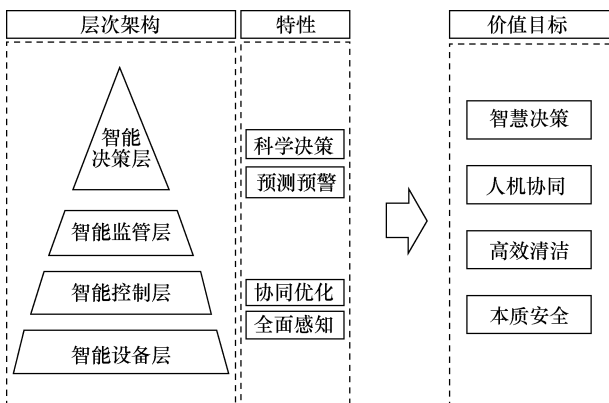 层次架构
特性
价值目标
智能
决策层
智能监管层
智能控制层
智能设备层
科学决策
预测预警
协同优化
全面感知
智慧决策
人机协同
高效清洁
本质安全